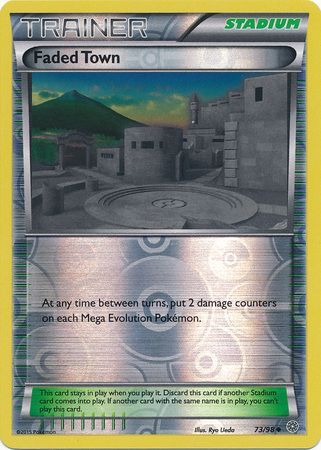 TRAINER
STADIUM
Faded Town
At any time between turns, put 2 damage counters
on each Mega Evolution Pokémon.
This card stays in play when you play it. Discard this card if another Stadium
card comes into play. If another card with the same name is in play, you can't
play this card.
©2015 Pokémon
Illus. Ryo Ueda
73/98